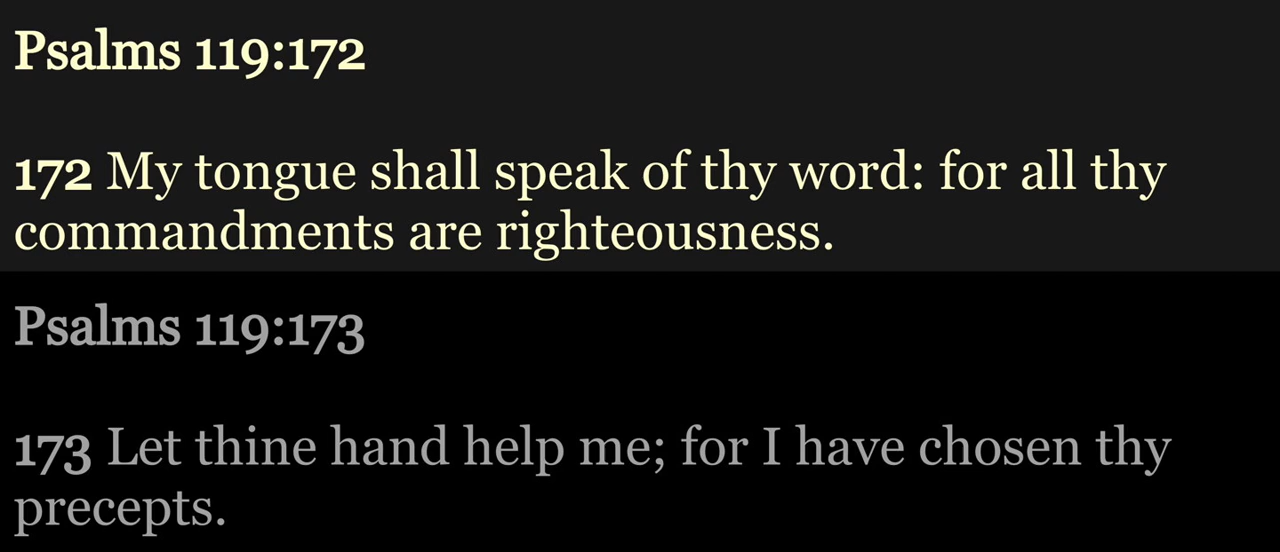 Psalms 119:172
172 My tongue shall speak of thy word: for all thy
commandments are righteousness.
Psalms 119:173
173 Let thine hand help me; for I have chosen thy
precepts.